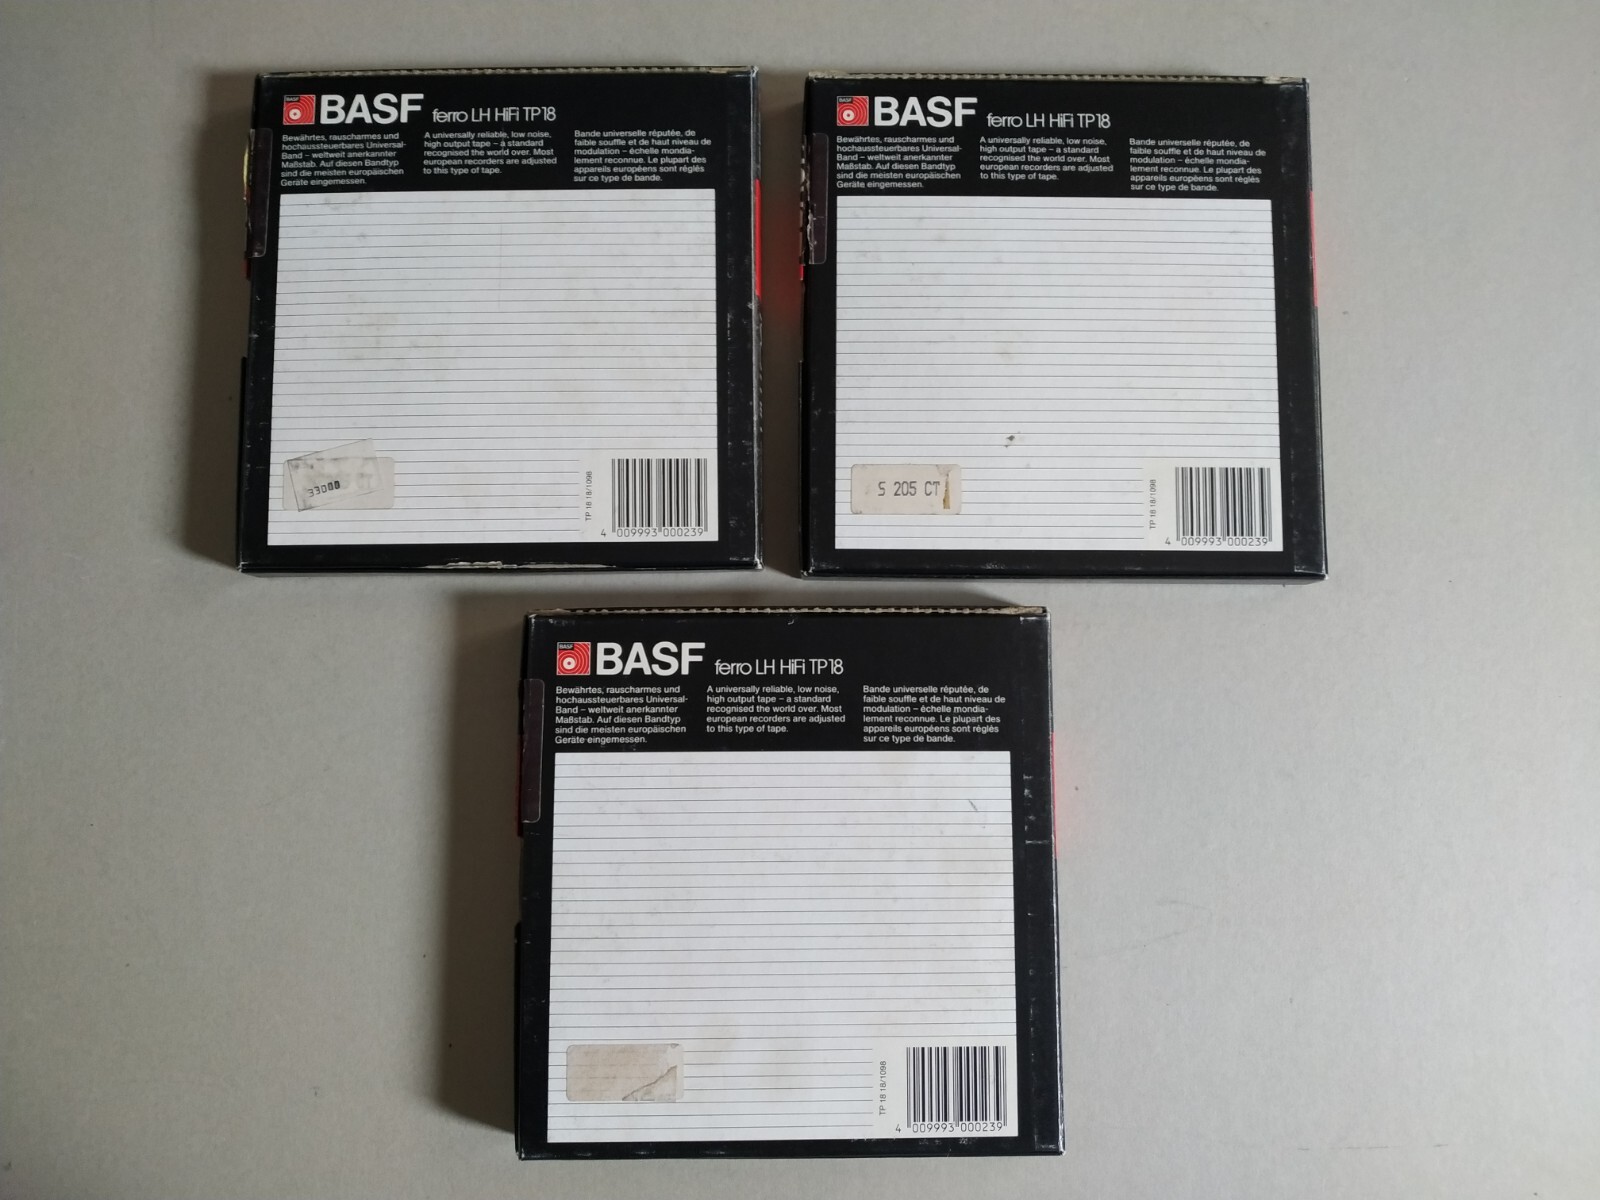 BASF
BASF ferro LH HiFi TP18
Bewährtes, rauscharmes und
hochaussteuerbares Universal-
Band – weltweit anerkannter
Maßstab. Auf diesen Bandtyp
sind die meisten europäischen
Geräte eingemessen.
A universally reliable, low noise,
high output tape – a standard
recognised the world over. Most
european recorders are adjusted
to this type of tape.
Bande universelle réputée, de
faible souffle et de haut niveau de
modulation – échelle mondia-
lement reconnue. Le plupart des
appareils européens sont réglés
sur ce type de bande.
33000
TP 18 18/1098
4 009993 000239
BASF
BASF ferro LH HiFi TP18
Bewährtes, rauscharmes und
hochaussteuerbares Universal-
Band – weltweit anerkannter
Maßstab. Auf diesen Bandtyp
sind die meisten europäischen
Geräte eingemessen.
A universally reliable, low noise,
high output tape – a standard
recognised the world over. Most
european recorders are adjusted
to this type of tape.
Bande universelle réputée, de
faible souffle et de haut niveau de
modulation – échelle mondia-
lement reconnue. Le plupart des
appareils européens sont réglés
sur ce type de bande.
S 205 CT
TP 18 18/1098
4 009993 000239
BASF
BASF ferro LH HiFi TP18
Bewährtes, rauscharmes und
hochaussteuerbares Universal-
Band – weltweit anerkannter
Maßstab. Auf diesen Bandtyp
sind die meisten europäischen
Geräte eingemessen.
A universally reliable, low noise,
high output tape – a standard
recognised the world over. Most
european recorders are adjusted
to this type of tape.
Bande universelle réputée, de
faible souffle et de haut niveau de
modulation – échelle mondia-
lement reconnue. Le plupart des
appareils européens sont réglés
sur ce type de bande.
TP 18 18/1098
4 009993 000239